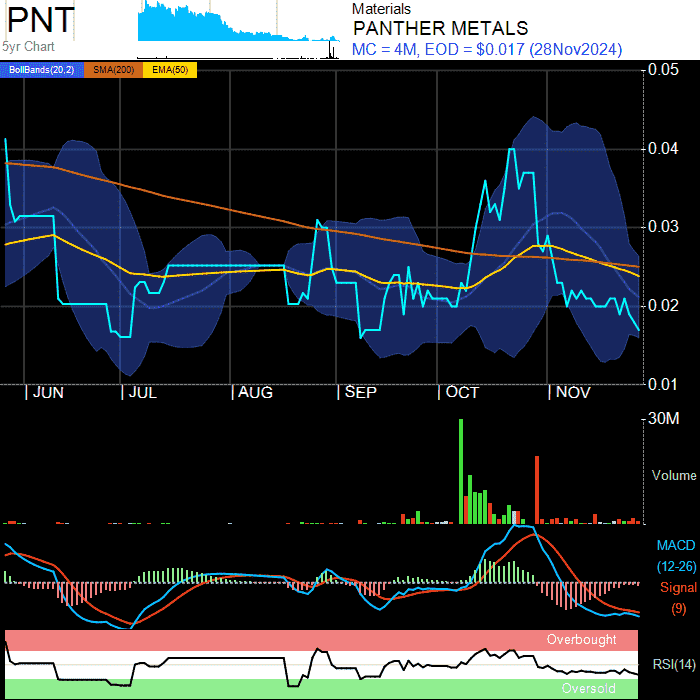 PNT
5yr Chart
Materials
PANTHER METALS
MC = 4M, EOD = $0.017 (28Nov2024)
BollBands(20,2) SMA(200) EMA(50)
0.05
0.04
0.03
0.02
0.01
JUN JUL AUG SEP OCT NOV
30M
Volume
MACD
(12-26)
Signal
(9)
Overbought
RSI(14)
Oversold